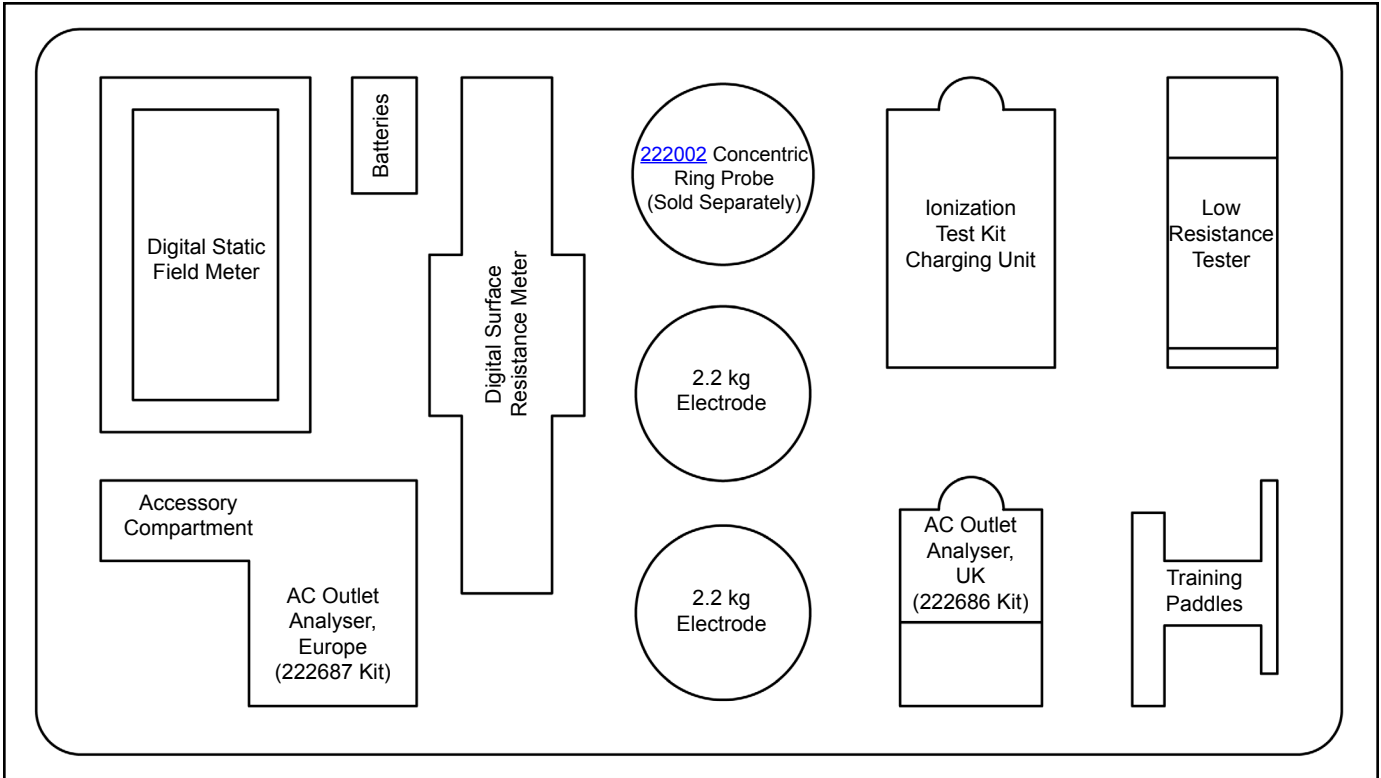 Digital Static
Field Meter
Batteries
Digital Surface
Resistance Meter
222002 Concentric
Ring Probe
(Sold Separately)
Ionization
Test Kit
Charging Unit
Low
Resistance
Tester
2.2 kg
Electrode
Accessory
Compartment
AC Outlet
Analyser,
Europe
(222687 Kit)
2.2 kg
Electrode
AC Outlet
Analyser,
UK
(222686 Kit)
Training
Paddles